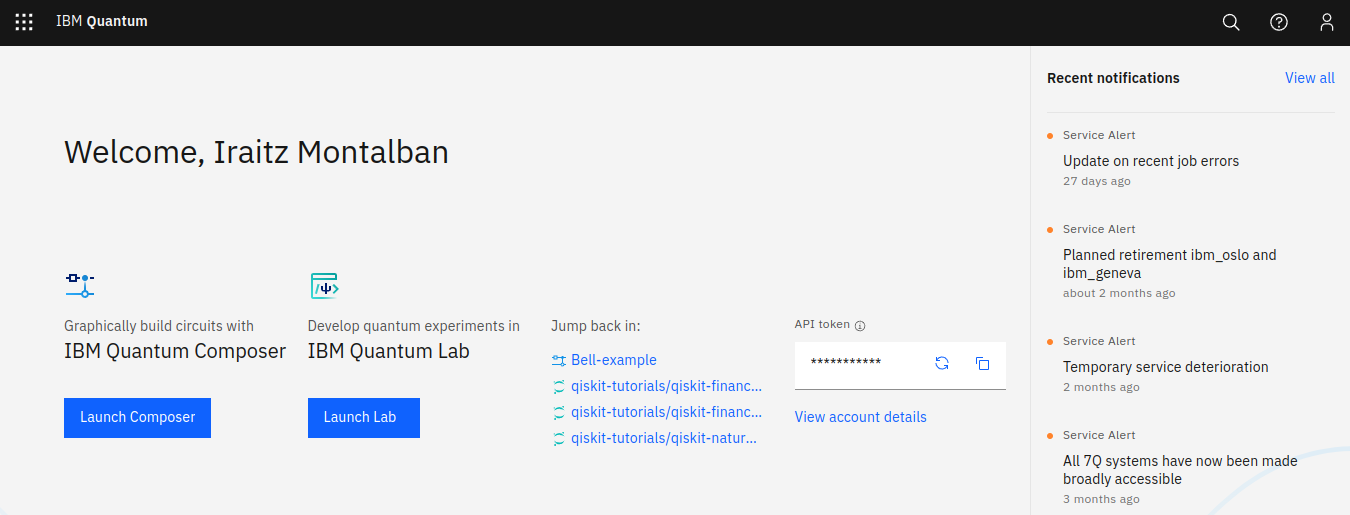 IBM Quantum
Welcome, Iraitz Montalban
Graphically build circuits with
IBM Quantum Composer
Launch Composer
Develop quantum experiments in
IBM Quantum Lab
Launch Lab
Jump back in:
Bell-example
qiskit-tutorials/qiskit-financ...
qiskit-tutorials/qiskit-financ...
qiskit-tutorials/qiskit-natur...
API token
***********
View account details
Recent notifications
View all
Service Alert
Update on recent job errors
27 days ago
Service Alert
Planned retirement ibm_oslo and
ibm_geneva
about 2 months ago
Service Alert
Temporary service deterioration
2 months ago
Service Alert
All 7Q systems have now been made
broadly accessible
3 months ago